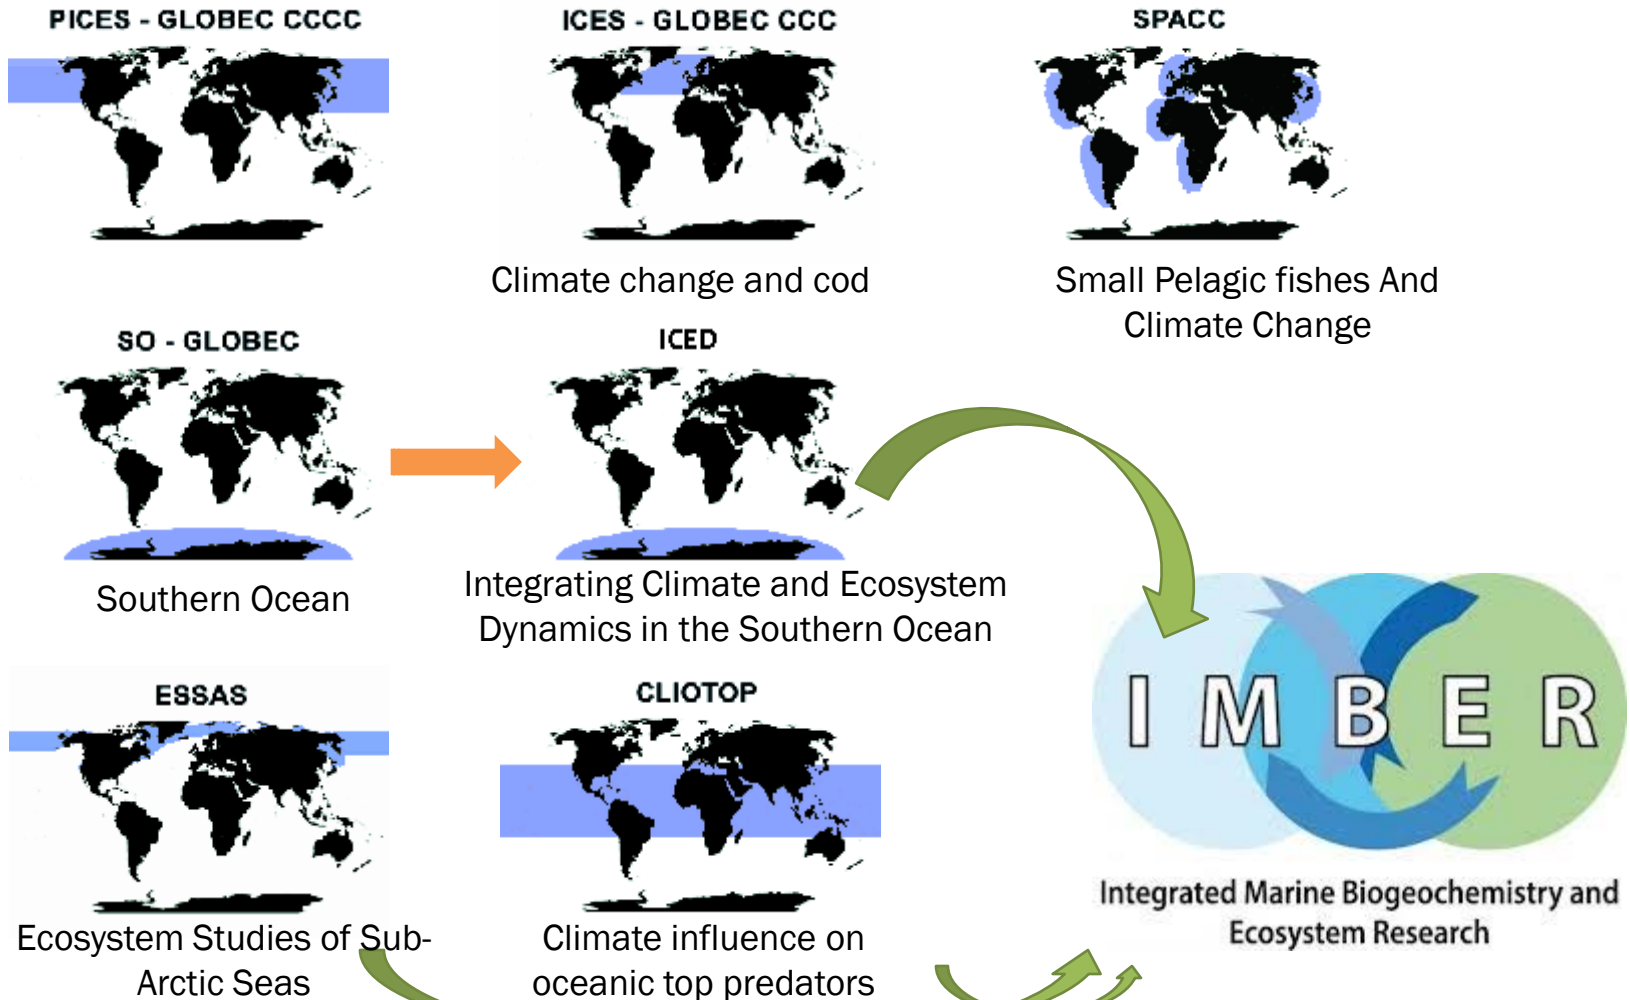 PICES - GLOBEC CCCC
ICES - GLOBEC CCC
SPACC
Climate change and cod
Small Pelagic fishes And
Climate Change
SO - GLOBEC
ICED
Southern Ocean
Integrating Climate and Ecosystem
Dynamics in the Southern Ocean
ESSAS
CLIOTOP
Ecosystem Studies of Sub-
Arctic Seas
Climate influence on
oceanic top predators
I M B E R
Integrated Marine Biogeochemistry and
Ecosystem Research